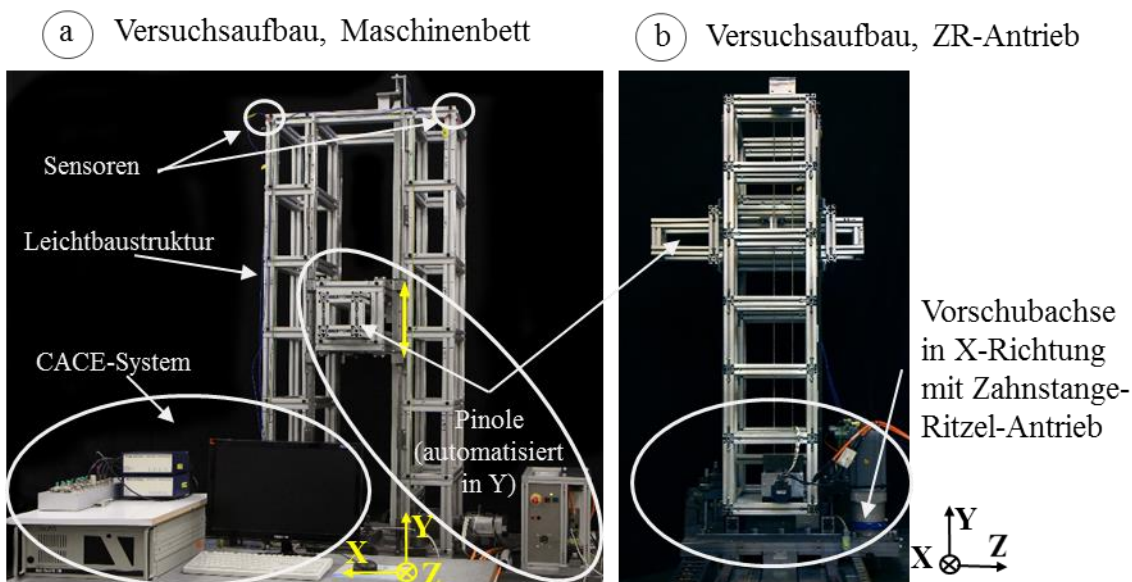 a Versuchsaufbau, Maschinenbett
b Versuchsaufbau, ZR-Antrieb
Sensoren
Leichtbaustruktur
CACE-System
Pinole
(automatisiert
in Y)
Y
X
Z
Vorschubachse
in X-Richtung
mit Zahnstange-
Ritzel-Antrieb
Y
X
Z